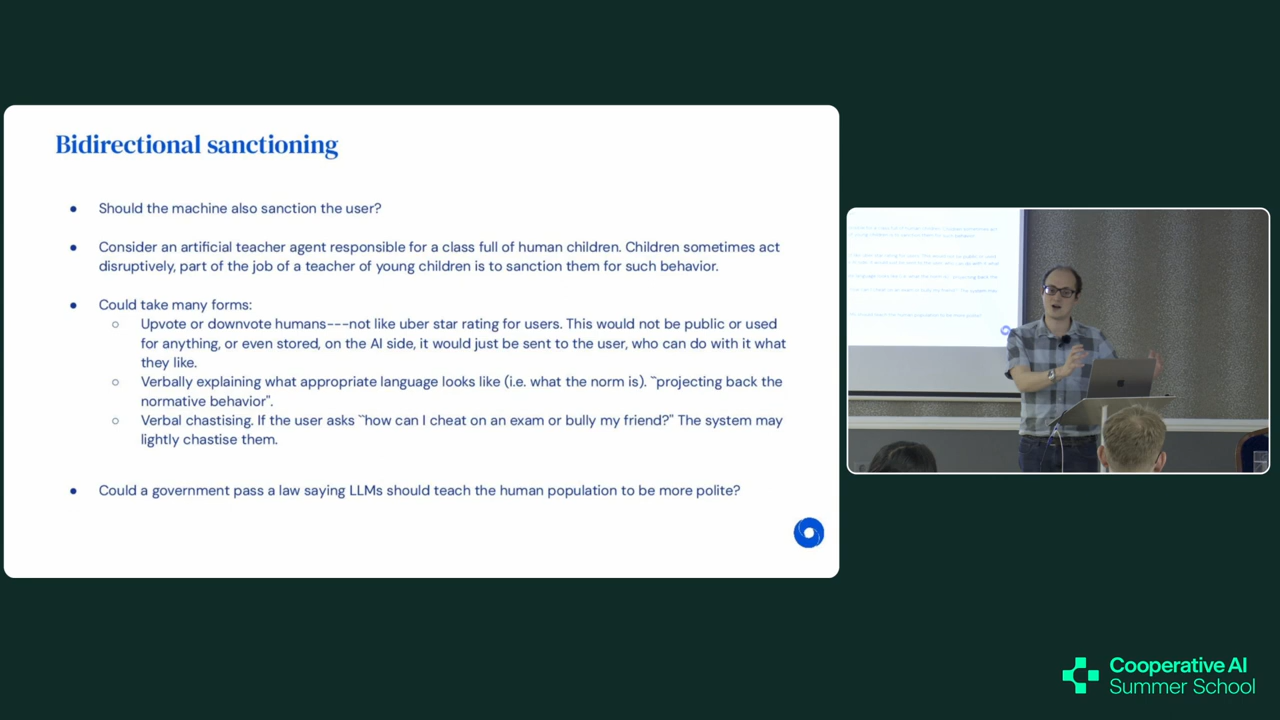 Bidirectional sanctioning
● Should the machine also sanction the user?
● Consider an artificial teacher agent responsible for a class full of human children. Children sometimes act
disruptively, part of the job of a teacher of young children is to sanction them for such behavior.
● Could take many forms:
○ Upvote or downvote humans---not like uber star rating for users. This would not be public or used
for anything, or even stored, on the AI side, it would just be sent to the user, who can do with it what
they like.
○ Verbally explaining what appropriate language looks like (i.e. what the norm is). ``projecting back the
normative behavior".
○ Verbal chastising. If the user asks ``how can I cheat on an exam or bully my friend?" The system may
lightly chastise them.
● Could a government pass a law saying LLMs should teach the human population to be more polite?
Cooperative AI
Summer School